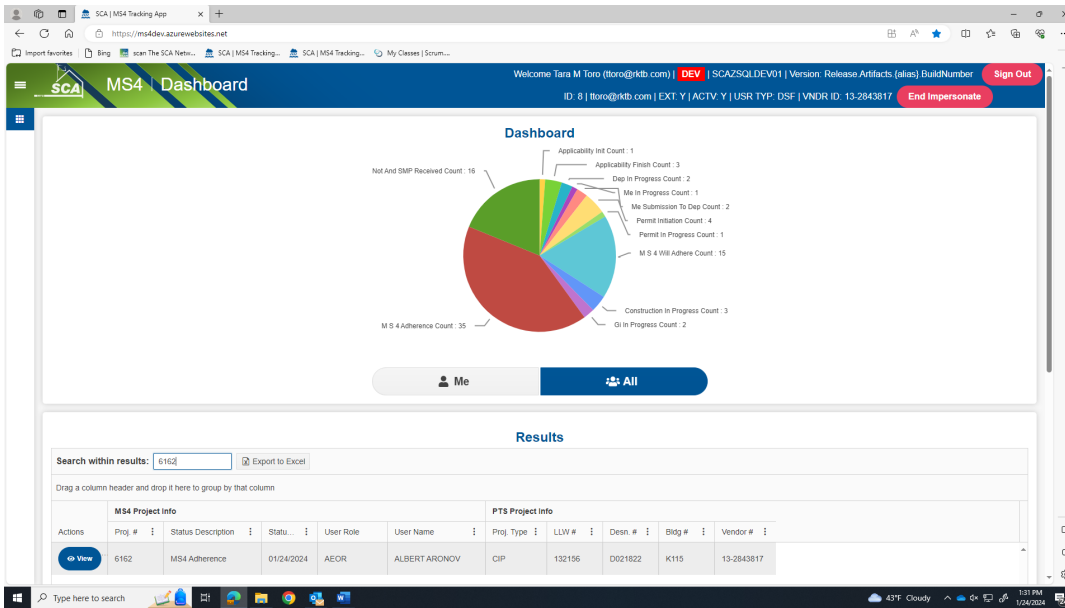 SCA | MS4 Tracking App
https://ms4dev.azurewebsites.net
Import favorites Bing scan The SCA Netw... SCA | MS4 Tracking... SCA | MS4 Tracking... My Classes | Scrum....
SCA MS4 | Dashboard
Welcome Tara M Toro (ttoro@rktb.com) | DEV | SCAZSQLDEV01 | Version: Release.Artifacts.{alias}.BuildNumber Sign Out
ID: 8 | ttoro@rktb.com | EXT: Y | ACTV: Y | USR TYP: DSF | VNDR ID: 13-2843817 End Impersonate
Dashboard
Applicability Init Count : 1
Applicability Finish Count : 3
Not And SMP Received Count : 16
Dep In Progress Count : 2
Me In Progress Count : 1
Me Submission To Dep Count : 2
Permit Initiation Count : 4
Permit In Progress Count : 1
M S 4 Will Adhere Count : 15
Construction In Progress Count : 3
Gi In Progress Count : 2
M S 4 Adherence Count : 35
Me All
Results
Search within results: 6162 Export to Excel
Drag a column header and drop it here to group by that column
MS4 Project Info PTS Project Info
Actions Proj. # Status Description Statu... User Role User Name Proj. Type LLW # Desn. # Bldg # Vendor #
View 6162 MS4 Adherence 01/24/2024 AEOR ALBERT ARONOV CIP 132156 D021822 K115 13-2843817
Type here to search 43°F Cloudy 1:31 PM
1/24/2024